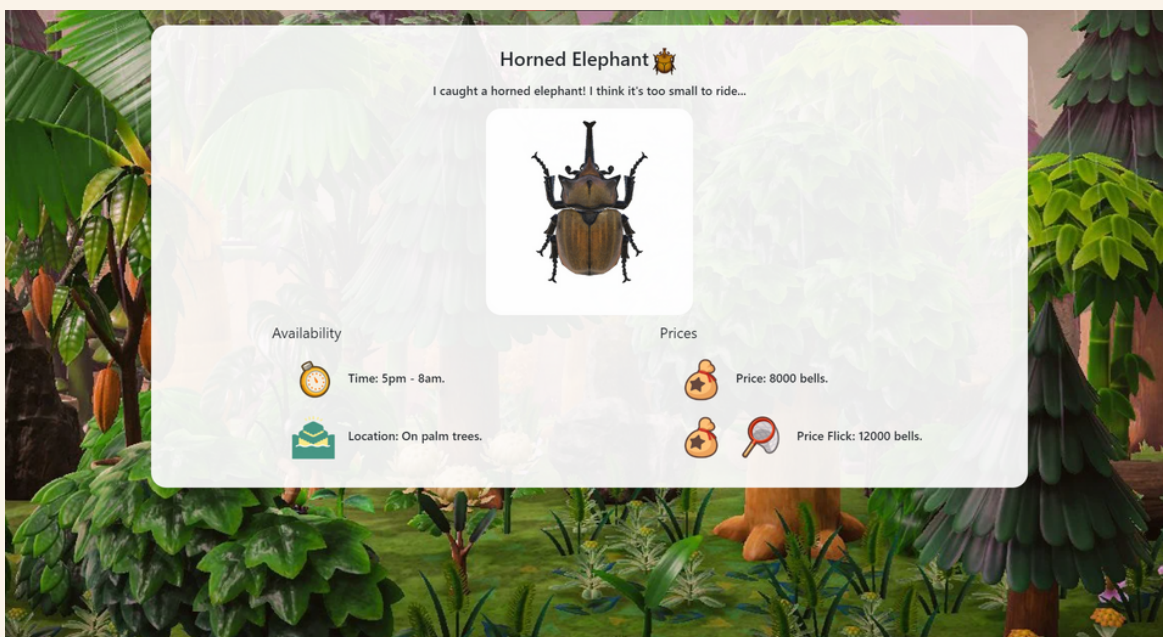 Horned Elephant
I caught a horned elephant! I think it's too small to ride...
Availability
Time: 5pm - 8am.
Location: On palm trees.
Prices
Price: 8000 bells.
Price Flick: 12000 bells.